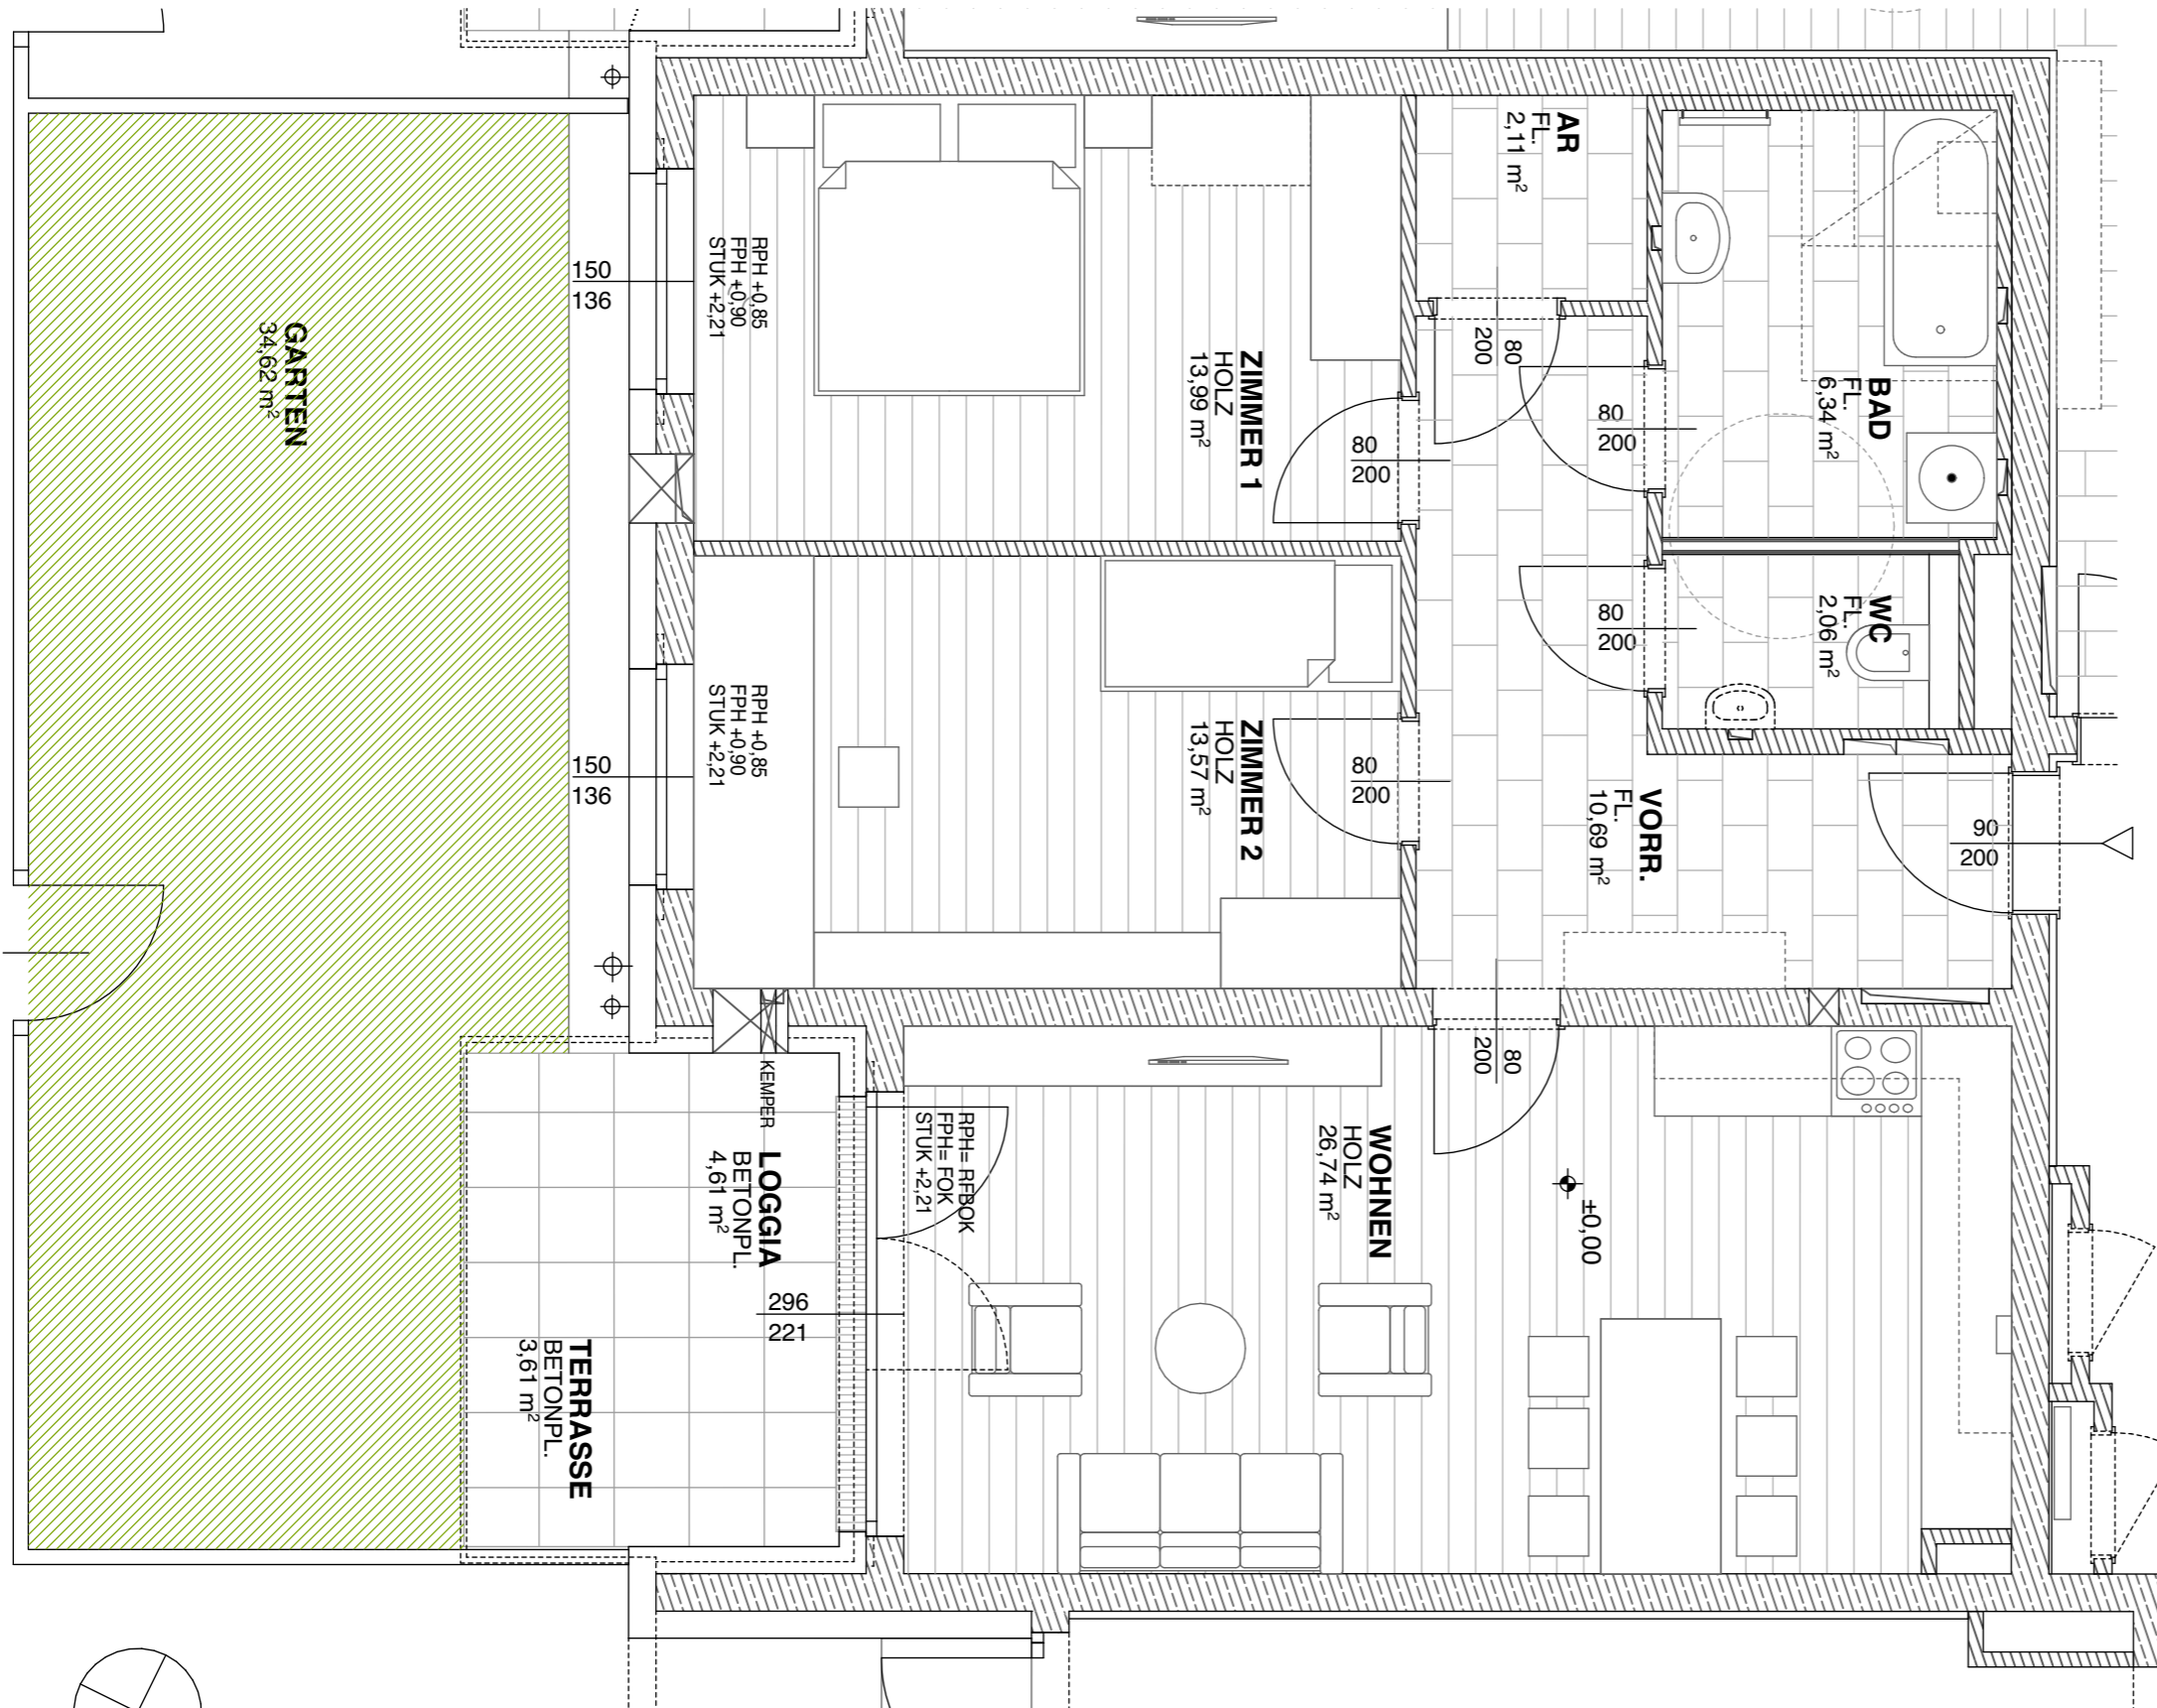 AR
FL.
2,11 m²
BAD
FL.
6,34 m²
RPH +0,85
FPH +0,90
STUK +2,21
150
136
GARTEN
34,62 m²
ZIMMER 1
HOLZ
13,99 m²
80
200
80
200
80
200
WC
FL.
2,06 m²
80
200
RPH +0,85
FPH +0,90
STUK +2,21
150
136
ZIMMER 2
HOLZ
13,57 m²
80
200
VORR.
FL.
10,69 m²
90
200
80
200
KEMPER
LOGGIA
BETONPL.
4,61 m²
RPH= RFBOK
FPH= FOK
STUK +2,21
WOHNEN
HOLZ
26,74 m²
±0,00
296
221
TERRASSE
BETONPL.
3,61 m²